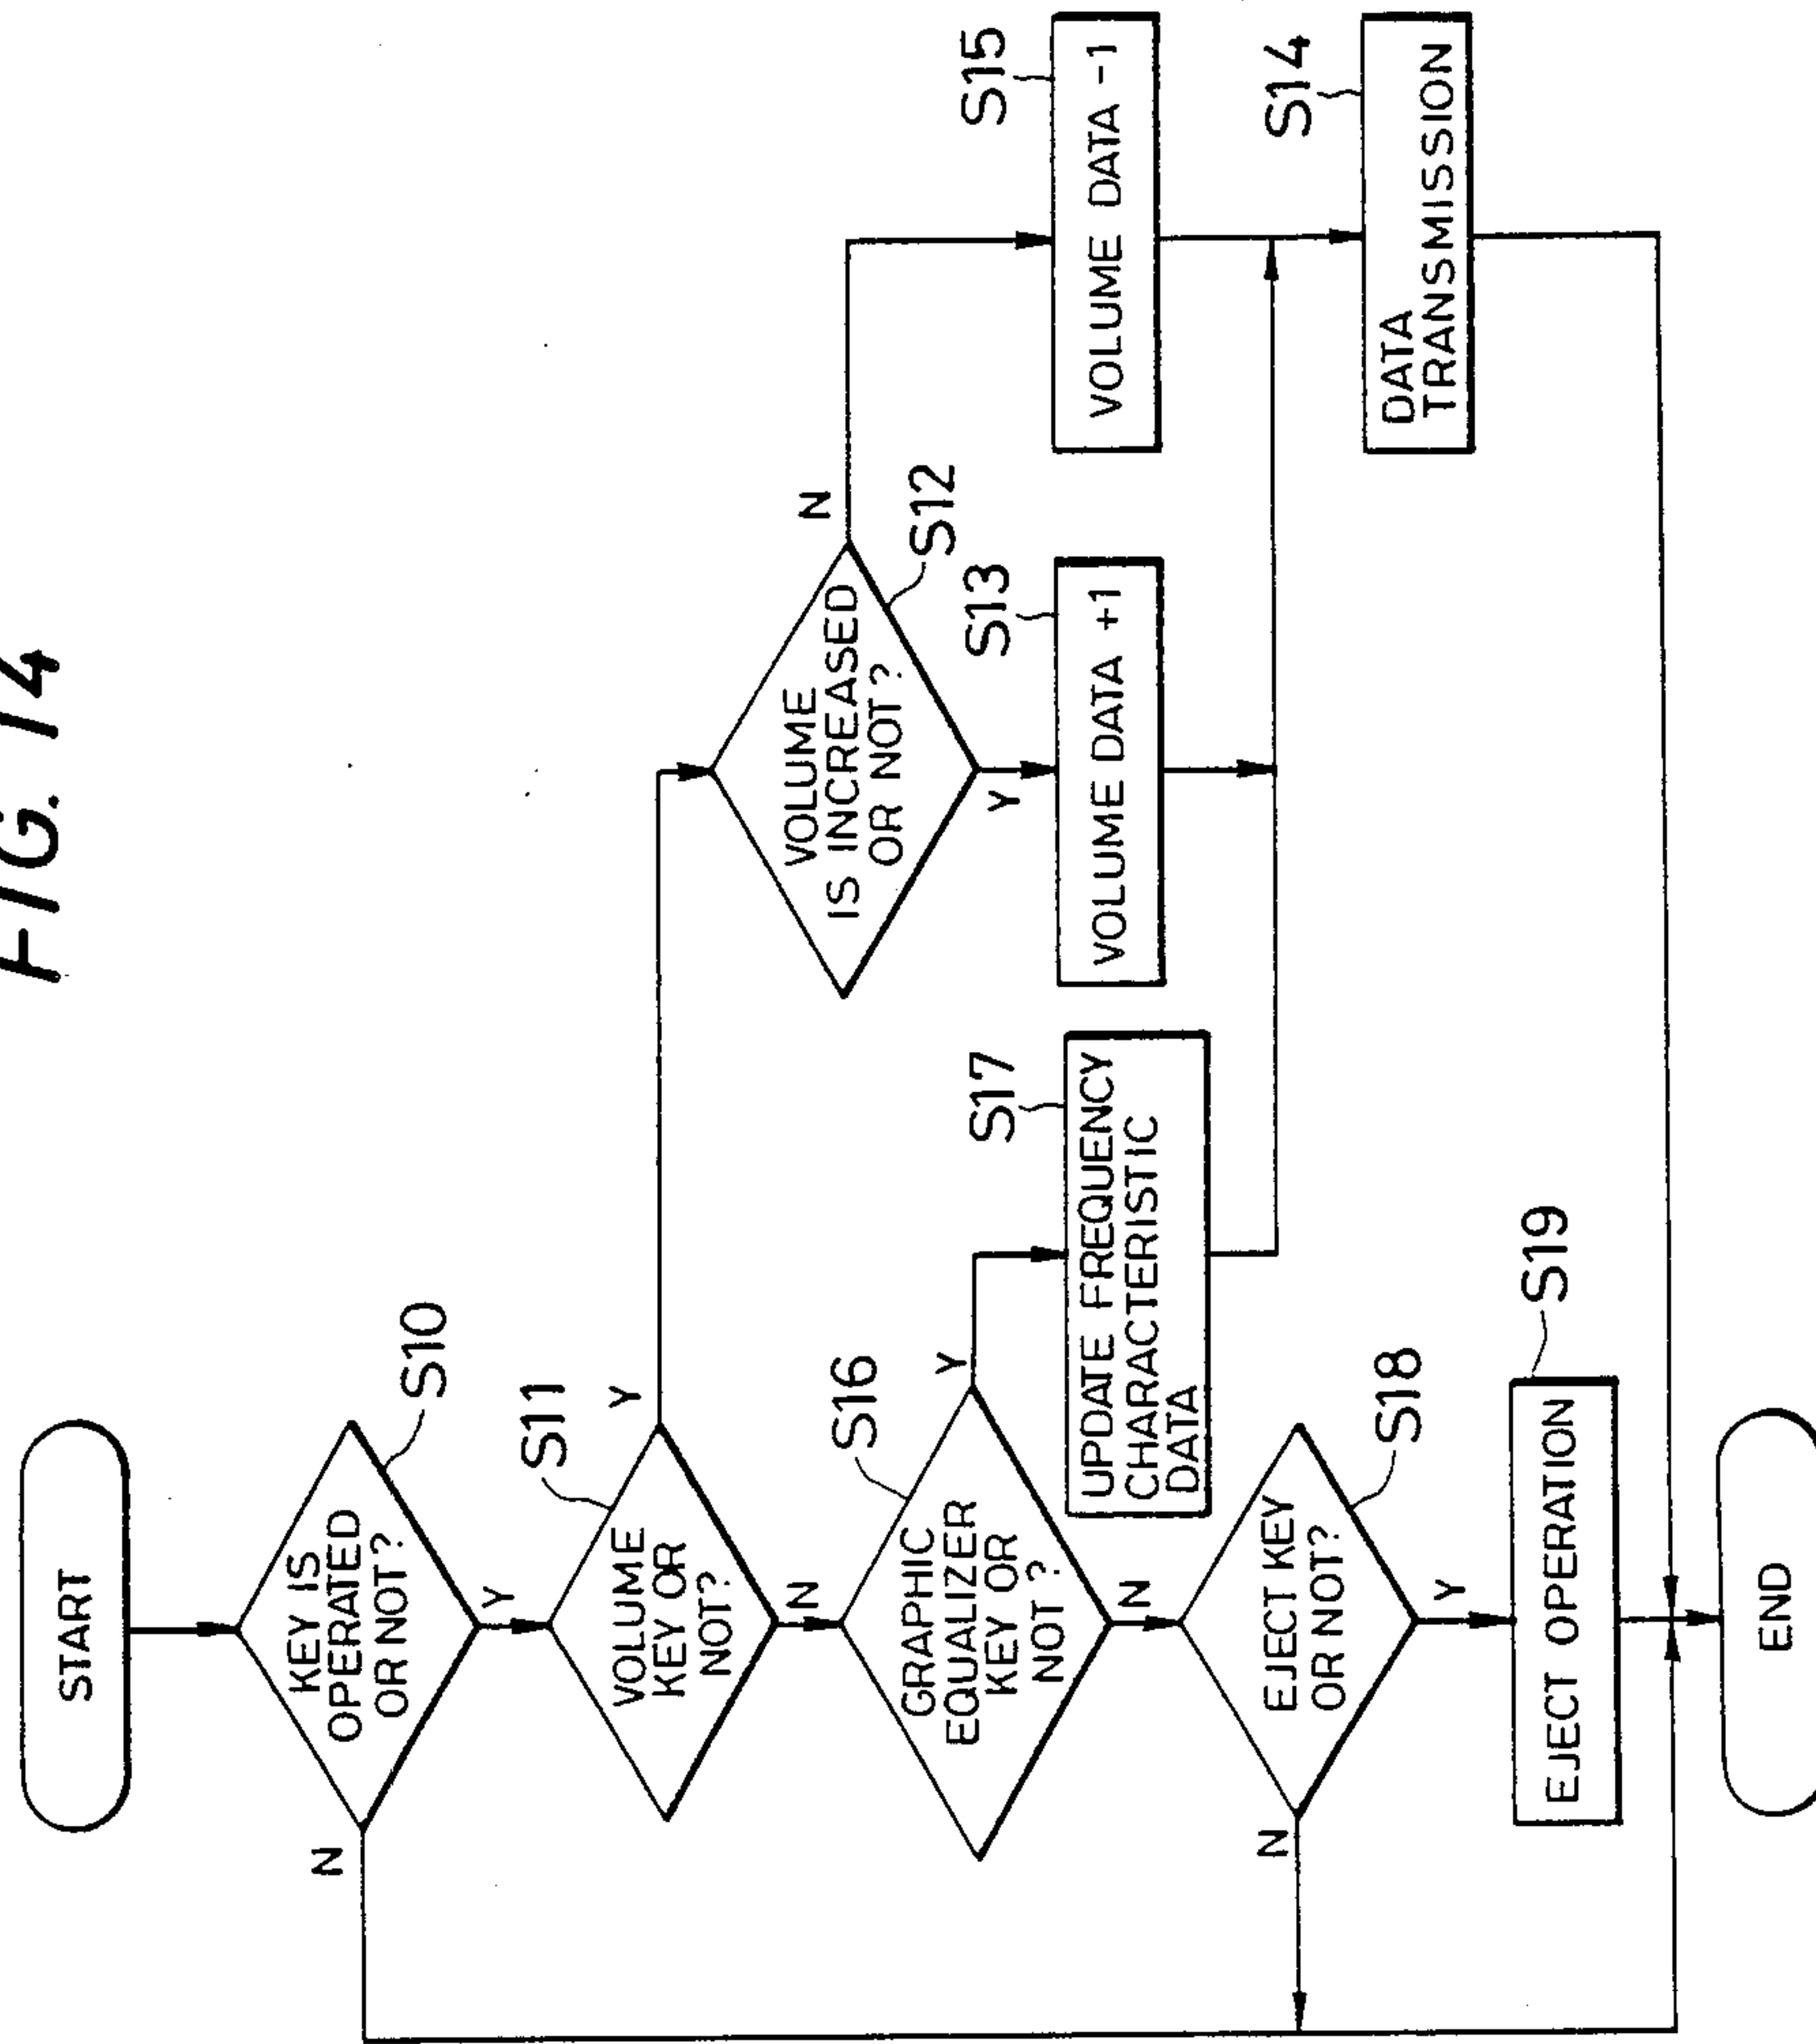 FIG. 14
START
KEY IS
OPERATED
OR NOT?
S10
N
Y
VOLUME
KEY OR
NOT?
S11
Y
N
VOLUME
IS INCREASED
OR NOT?
S12
N
Y
GRAPHIC
EQUALIZER
KEY OR
NOT?
S16
Y
N
UPDATE FREQUENCY
CHARACTERISTIC
DATA
S17
VOLUME DATA +1
S13
VOLUME DATA -1
S15
EJECT KEY
OR NOT?
S18
N
Y
DATA
TRANSMISSION
S14
EJECT OPERATION
S19
END